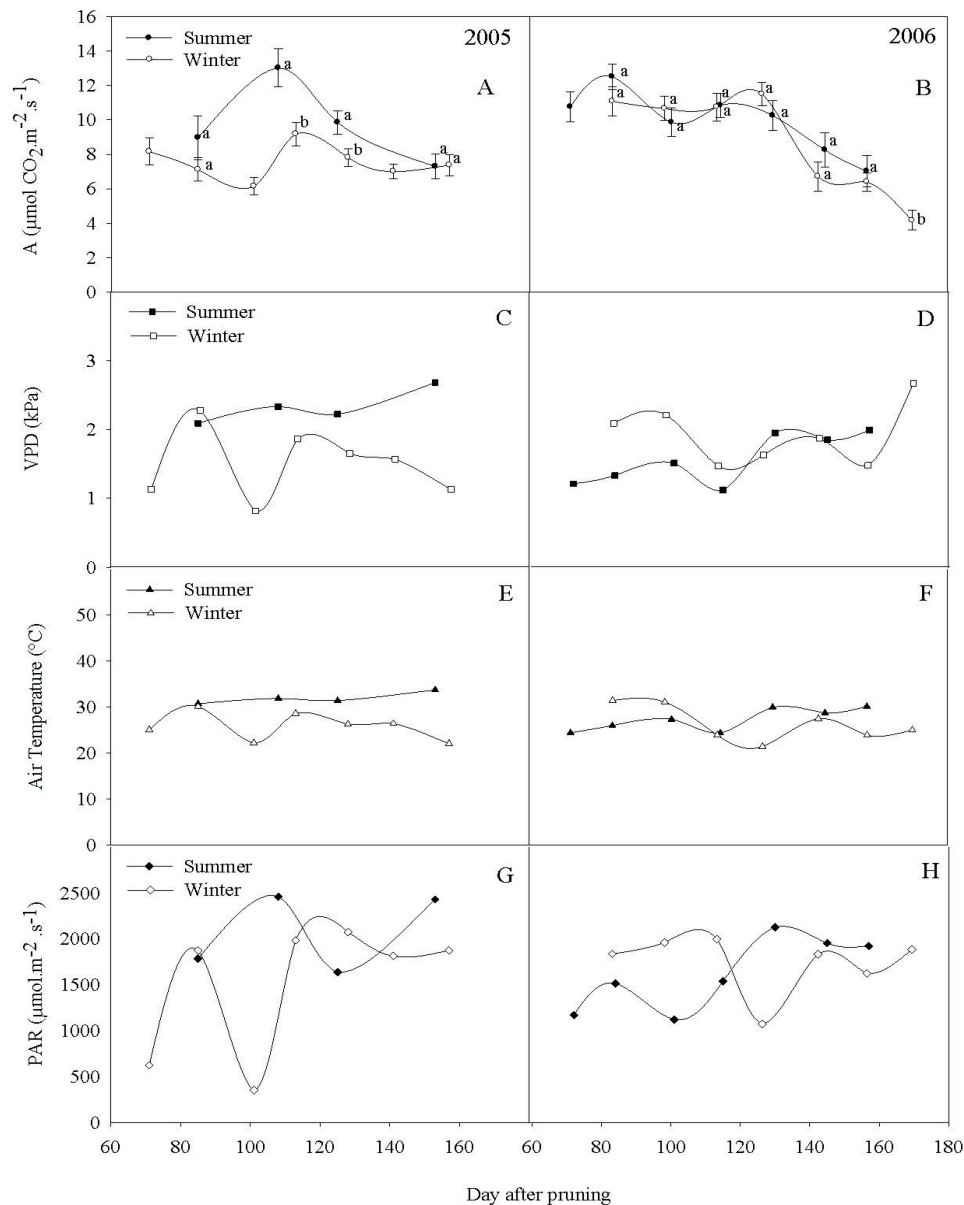 Summer
Winter
2005
A
2006
B
16
14
12
10
8
6
4
2
0
A (µmol CO2.m-2.s-1)
a
a
a
b
a
b
a
a
a
a
a
a
a
a
a
a
a
a
a
b
Summer
Winter
C
D
3
2
1
0
VPD (kPa)
Summer
Winter
E
F
50
40
30
20
10
0
Air Temperature (°C)
Summer
Winter
G
H
2500
2000
1500
1000
500
0
PAR (µmol.m-2.s-1)
60 80 100 120 140 160 60 80 100 120 140 160 180
Day after pruning